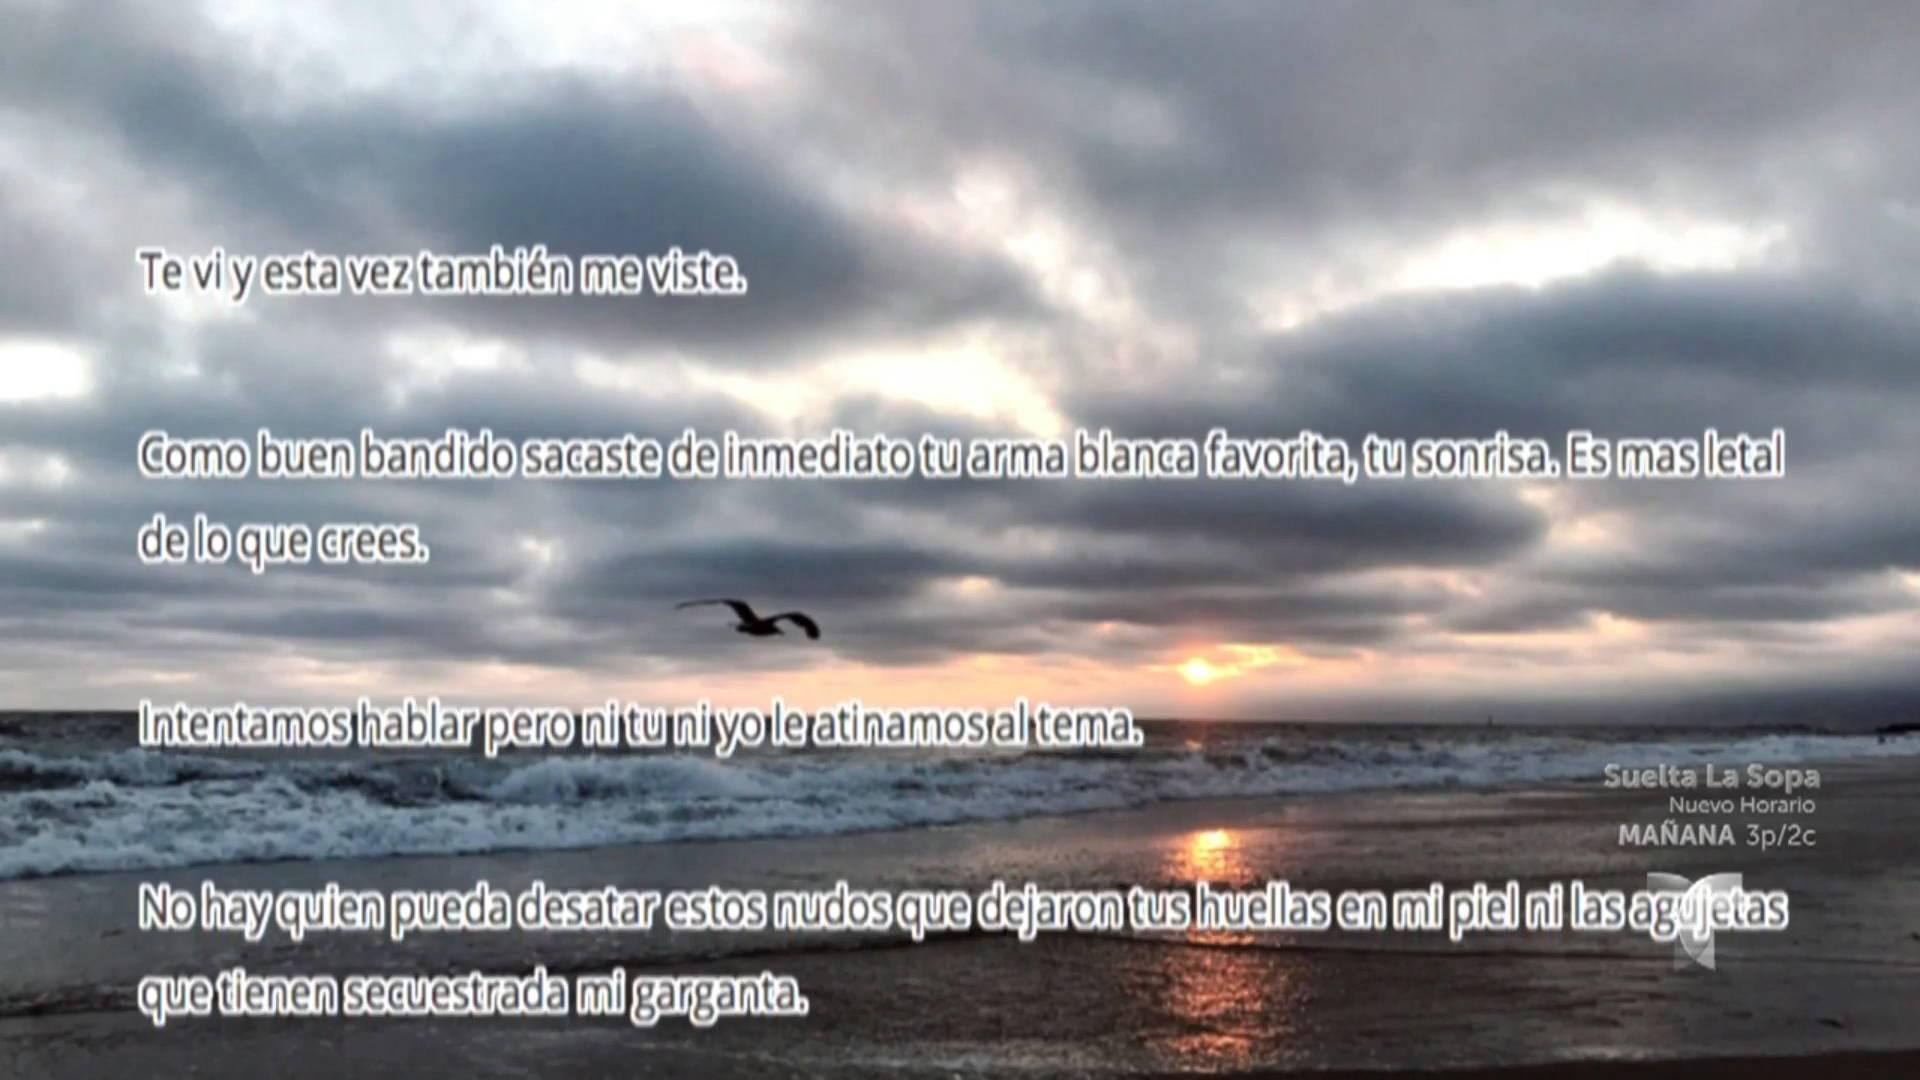 Te vi y esta vez también me viste.
Como buen bandido sacaste de inmediato tu arma blanca favorita, tu sonrisa. Es mas letal
de lo que crees.
Intentamos hablar pero ni tu ni yo le atinamos al tema.
Suelta La Sopa
Nuevo Horario
MAÑANA 3p/2c
No hay quien pueda desatar estos nudos que dejaron tus huellas en mi piel ni las agujetas
que tienen secuestrada mi garganta.